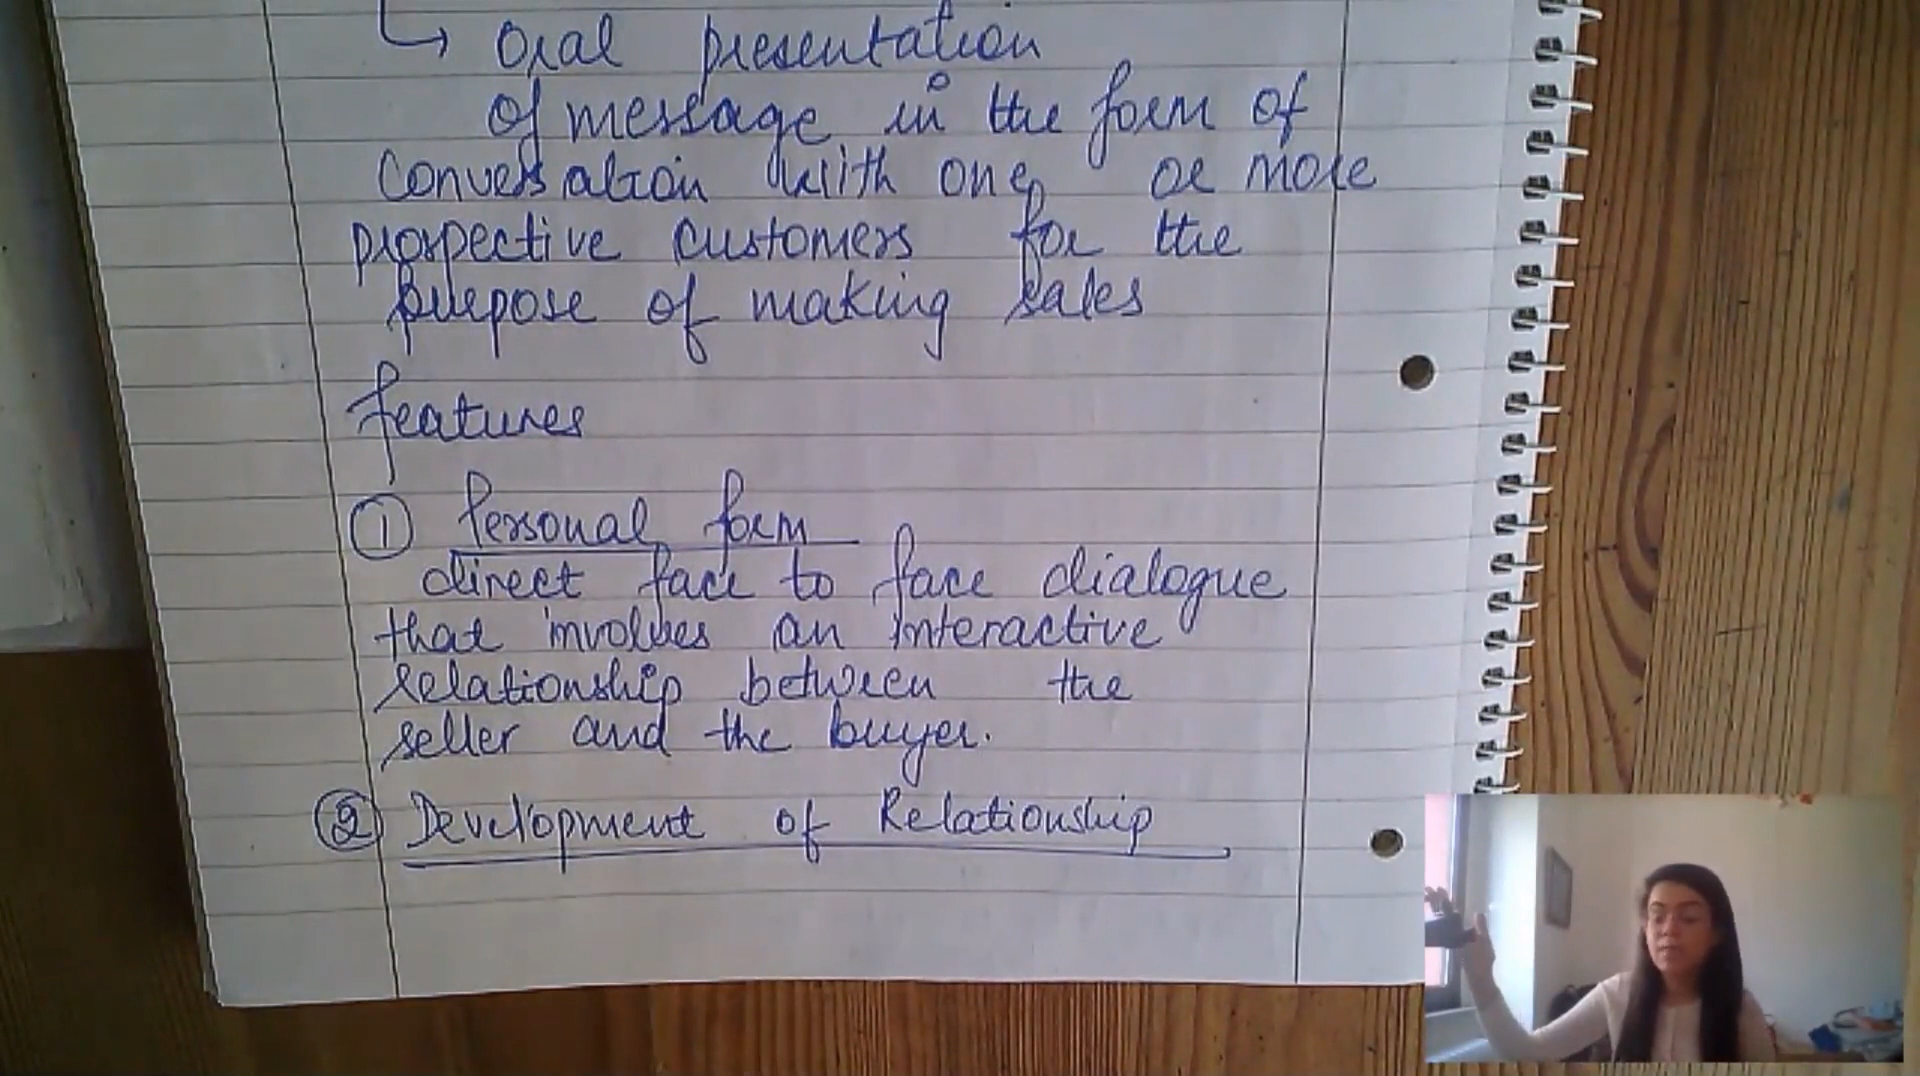 ↳ Oral presentation
of message in the form of
conversation with one or more
prospective customers for the
purpose of making sales
features
① Personal form
direct face to face dialogue
that involves an interactive
relationship between the
seller and the buyer.
② Development of Relationship